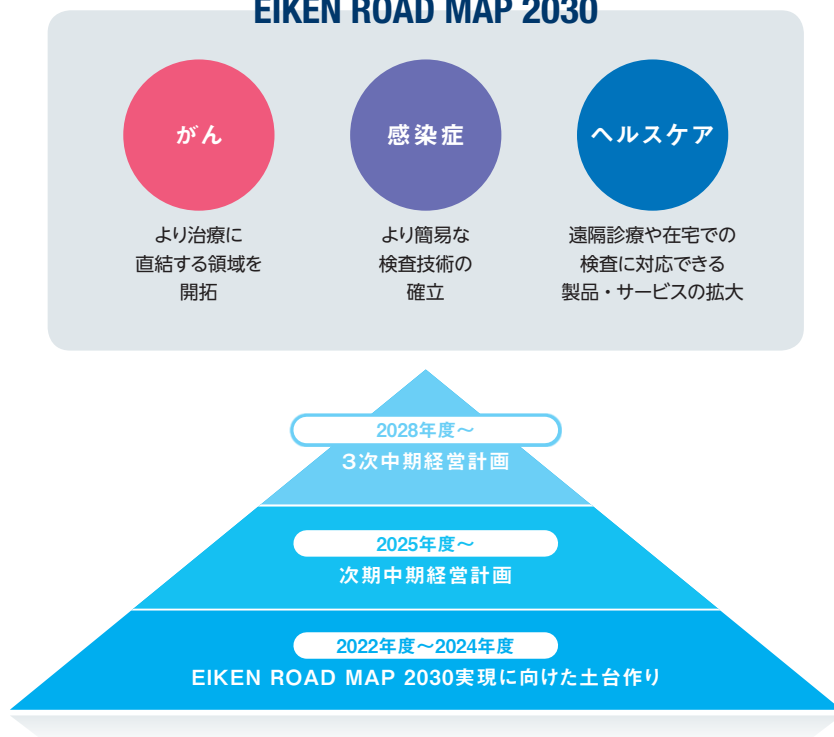 EIKEN ROAD MAP 2030
がん
感染症
ヘルスケア
より治療に
直結する領域を
開拓
より簡易な
検査技術の
確立
遠隔診療や在宅での
検査に対応できる
製品・サービスの拡大
2028年度〜
3次中期経営計画
2025年度〜
次期中期経営計画
2022年度〜2024年度
EIKEN ROAD MAP 2030実現に向けた土台作り